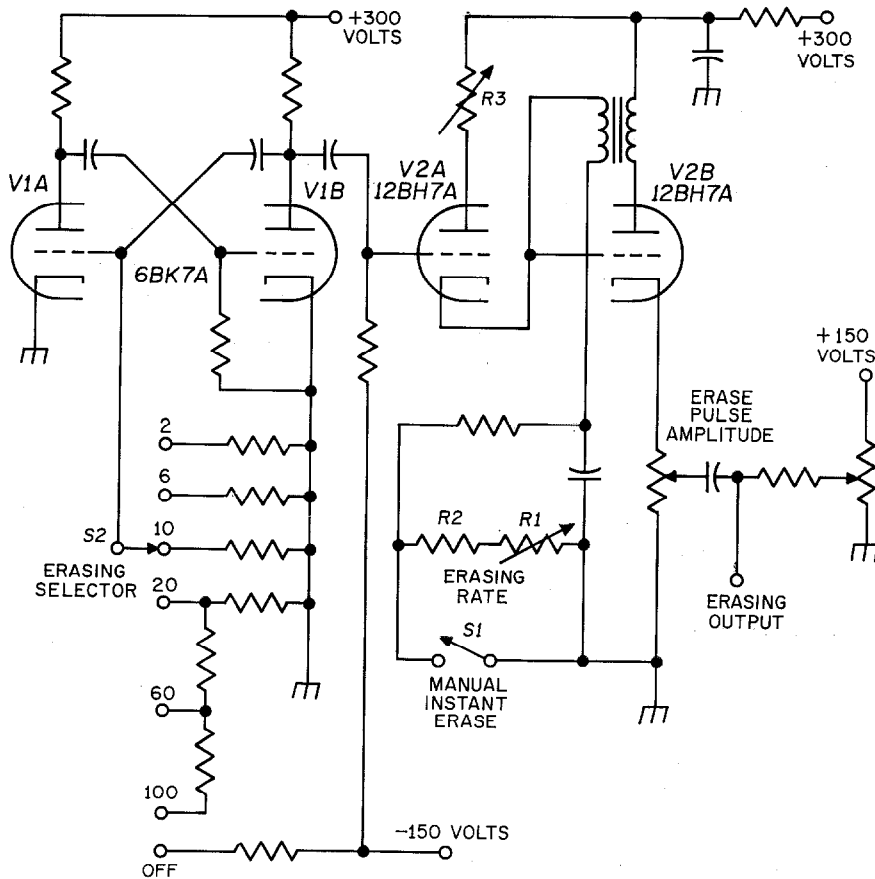 +300
VOLTS
+300
VOLTS
R3
V1A
V1B
V2A
12BH7A
V2B
12BH7A
6BK7A
+150
VOLTS
ERASE
PULSE
AMPLITUDE
2
6
S2
10
R2
R1
ERASING
SELECTOR
ERASING
RATE
20
ERASING
OUTPUT
S1
MANUAL
INSTANT
ERASE
60
100
-150 VOLTS
OFF